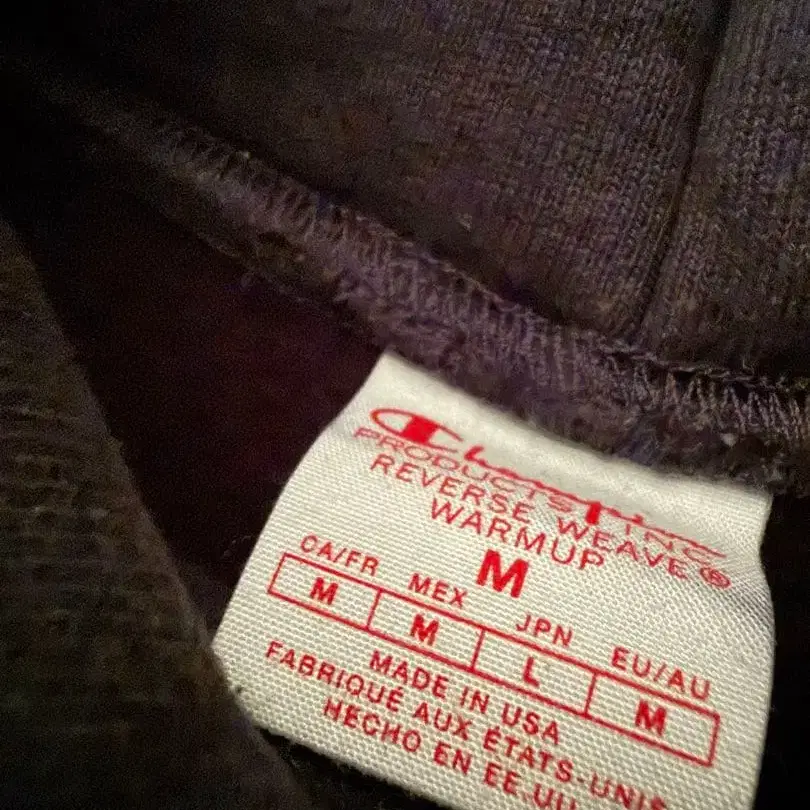 Champion
PRODUCTS INC
REVERSE WEAVE®
WARMUP
M
CA/FR MEX JPN EU/AU
M M L M
MADE IN USA
FABRIQUÉ AUX ÉTATS-UNIS
HECHO EN EE.UU